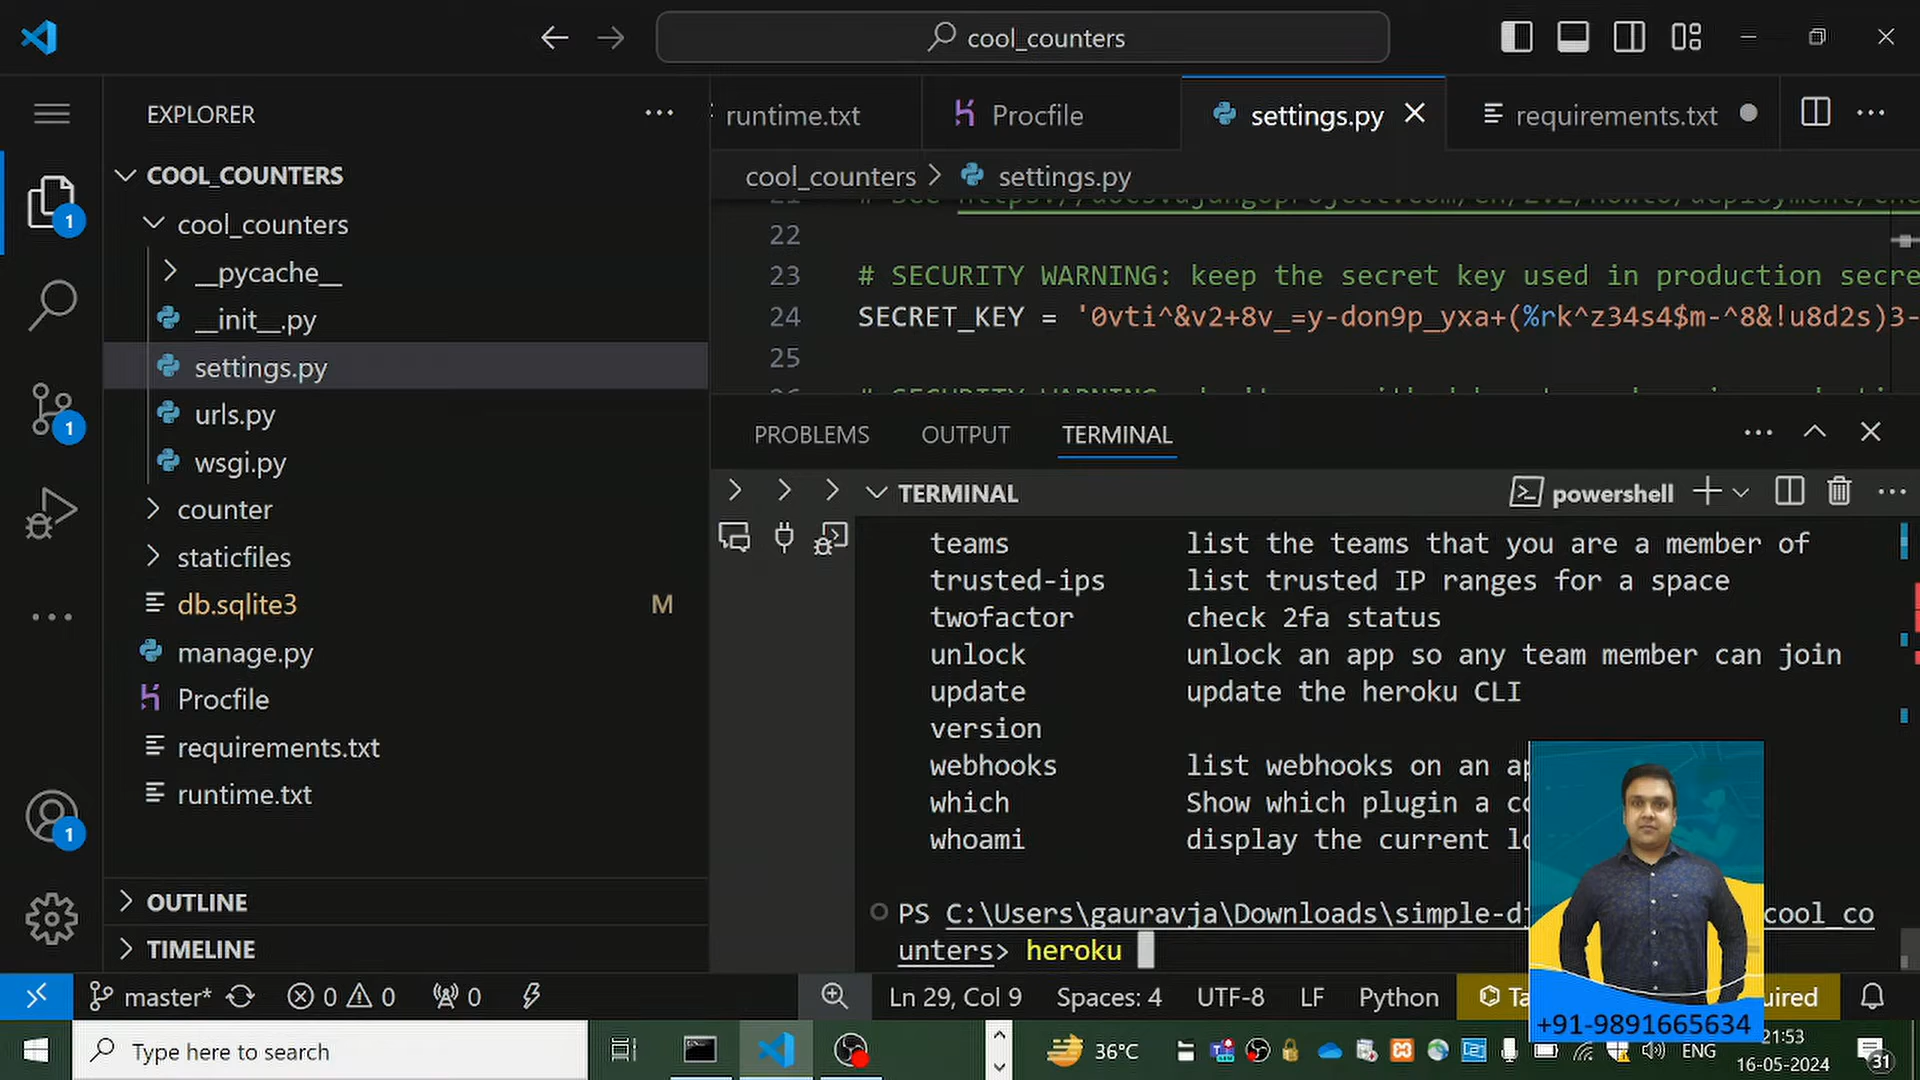 cool_counters
EXPLORER
runtime.txt
Procfile
settings.py
requirements.txt
COOL_COUNTERS
cool_counters > settings.py
cool_counters
__pycache__
__init__.py
settings.py
urls.py
wsgi.py
counter
staticfiles
db.sqlite3 M
manage.py
Procfile
requirements.txt
runtime.txt
OUTLINE
TIMELINE
22
23 # SECURITY WARNING: keep the secret key used in production secre
24 SECRET_KEY = '0vti^&v2+8v_=y-don9p_yxa+(%rk^z34s4$m-^8&!u8d2s)3-
25
PROBLEMS OUTPUT TERMINAL
TERMINAL
powershell
teams list the teams that you are a member of
trusted-ips list trusted IP ranges for a space
twofactor check 2fa status
unlock unlock an app so any team member can join
update update the heroku CLI
version
webhooks list webhooks on an
which Show which plugin a
whoami display the current
PS C:\Users\gauravja\Downloads\simple-
cool_co
unters> heroku
+91-9891665634
1
1
1
master* 0 0 0
Ln 29, Col 9 Spaces: 4 UTF-8 LF Python
Type here to search
36°C
ENG
21:53
16-05-2024
31